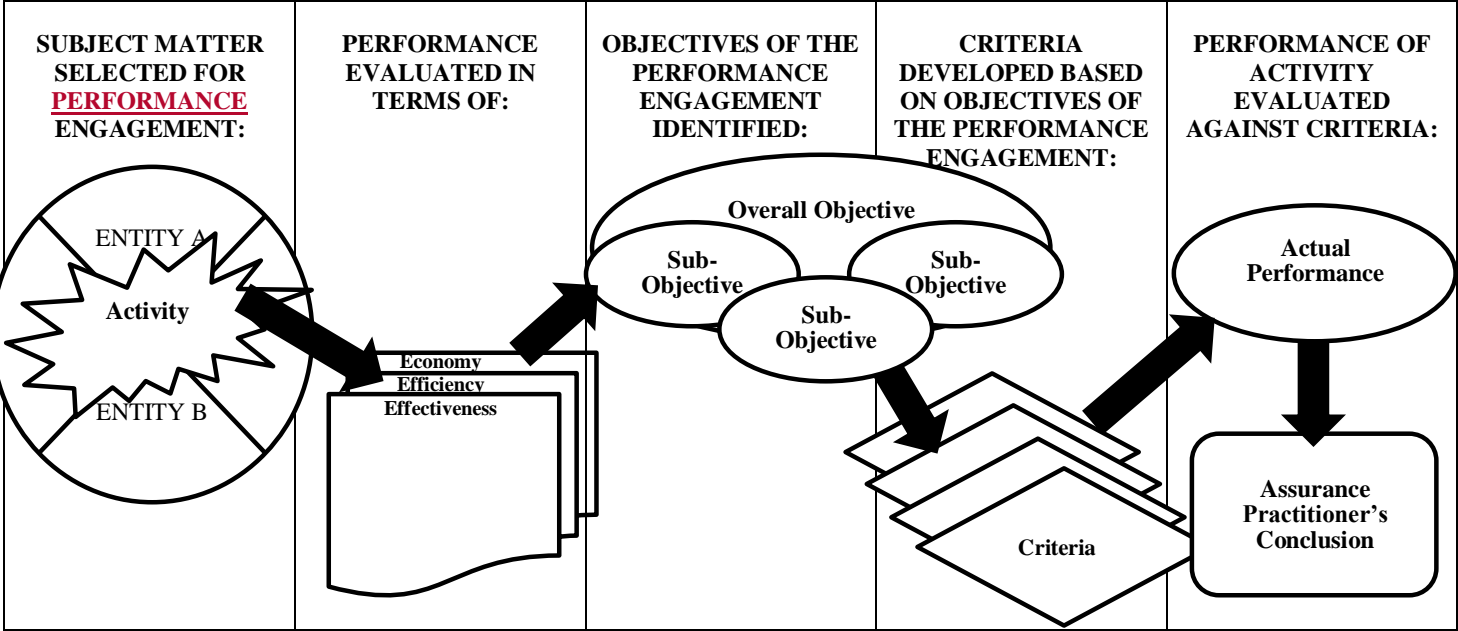 SUBJECT MATTER
SELECTED FOR
PERFORMANCE
ENGAGEMENT:
PERFORMANCE
EVALUATED IN
TERMS OF:
OBJECTIVES OF THE
PERFORMANCE
ENGAGEMENT
IDENTIFIED:
CRITERIA
DEVELOPED BASED
ON OBJECTIVES OF
THE PERFORMANCE
ENGAGEMENT:
PERFORMANCE OF
ACTIVITY
EVALUATED
AGAINST CRITERIA:
ENTITY A
Activity
ENTITY B
Economy
Efficiency
Effectiveness
Overall Objective
Sub-
Objective
Sub-
Objective
Sub-
Objective
Criteria
Actual
Performance
Assurance
Practitioner’s
Conclusion